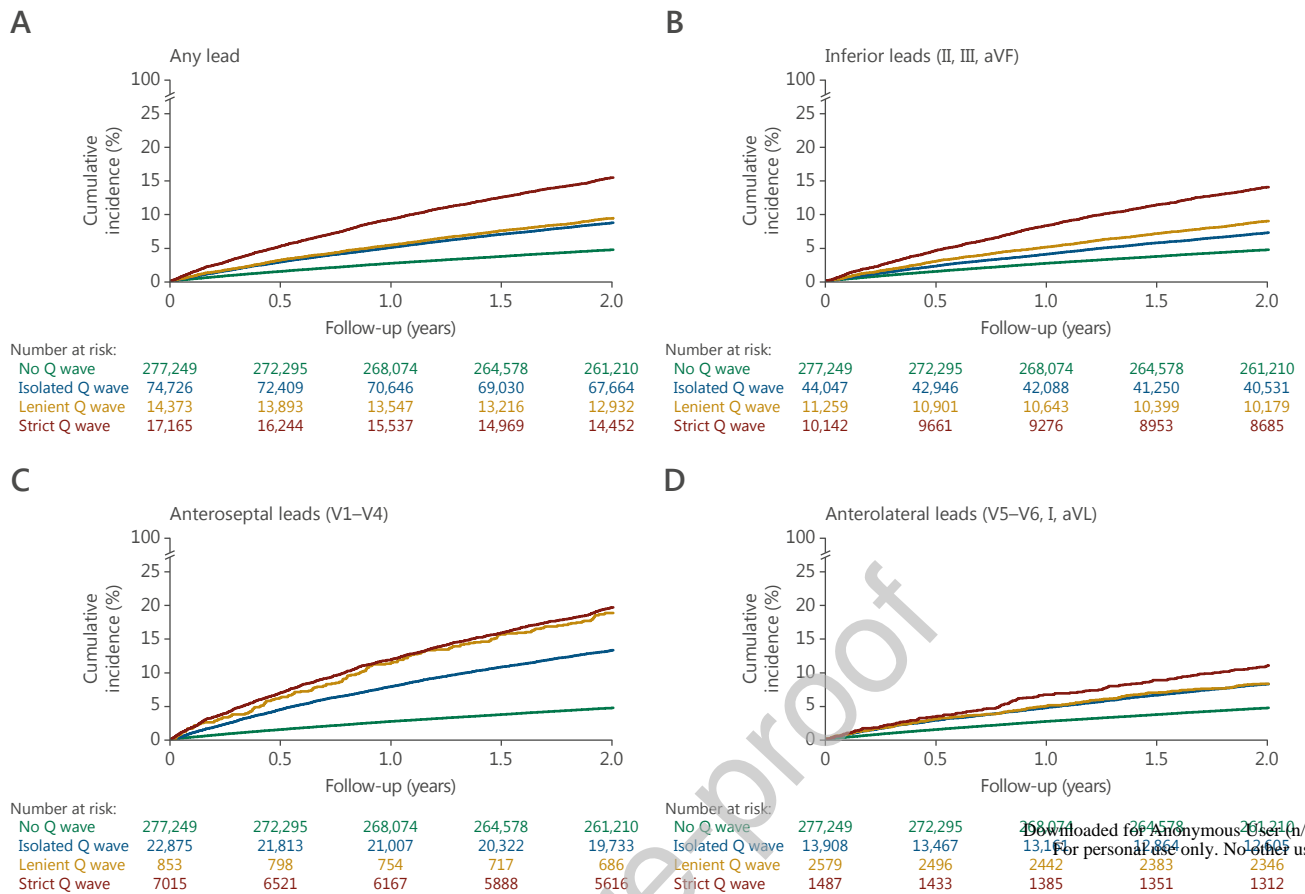 A
Any lead
100
25
20
15
10
5
0
Cumulative
incidence (%)
0 0.5 1.0 1.5 2.0
Follow-up (years)
Number at risk:
No Q wave 277,249 272,295 268,074 264,578 261,210
Isolated Q wave 74,726 72,409 70,646 69,030 67,664
Lenient Q wave 14,373 13,893 13,547 13,216 12,932
Strict Q wave 17,165 16,244 15,537 14,969 14,452
B
Inferior leads (II, III, aVF)
100
25
20
15
10
5
0
Cumulative
incidence (%)
0 0.5 1.0 1.5 2.0
Follow-up (years)
Number at risk:
No Q wave 277,249 272,295 268,074 264,578 261,210
Isolated Q wave 44,047 42,946 42,088 41,250 40,531
Lenient Q wave 11,259 10,901 10,643 10,399 10,179
Strict Q wave 10,142 9661 9276 8953 8685
C
Anteroseptal leads (V1–V4)
100
25
20
15
10
5
0
Cumulative
incidence (%)
0 0.5 1.0 1.5 2.0
Follow-up (years)
Number at risk:
No Q wave 277,249 272,295 268,074 264,578 261,210
Isolated Q wave 22,875 21,813 21,007 20,322 19,733
Lenient Q wave 853 798 754 717 686
Strict Q wave 7015 6521 6167 5888 5616
D
Anterolateral leads (V5–V6, I, aVL)
100
25
20
15
10
5
0
Cumulative
incidence (%)
0 0.5 1.0 1.5 2.0
Follow-up (years)
Number at risk:
No Q wave 277,249 272,295 268,074 264,578 261,210
Isolated Q wave 13,908 13,467 12,864 12,605
Lenient Q wave 2579 2496 2442 2383 2346
Strict Q wave 1487 1433 1385 1351 1312
e-proof
Downloaded for Anonymous User (n/
For personal use only. No other us